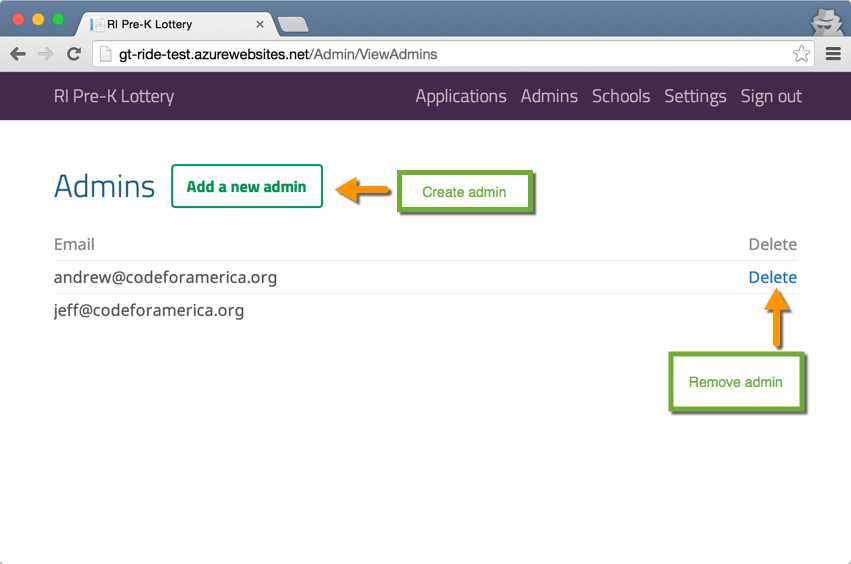 RI Pre-K Lottery
gt-ride-test.azurewebsites.net/Admin/ViewAdmins
RI Pre-K Lottery Applications Admins Schools Settings Sign out
Admins Add a new admin Create admin
Email Delete
andrew@codeforamerica.org Delete
jeff@codeforamerica.org
Remove admin